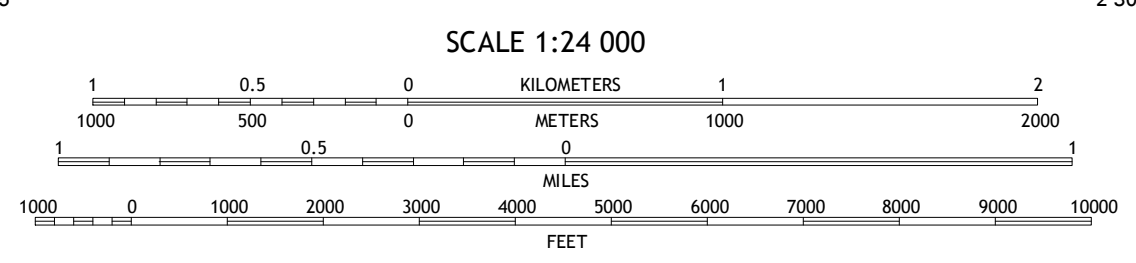 SCALE 1:24 000
1 0.5 0 KILOMETERS 1 2
1000 500 0 METERS 1000 2000
1 0.5 0 1
MILES
1000 0 1000 2000 3000 4000 5000 6000 7000 8000 9000 10000
FEET